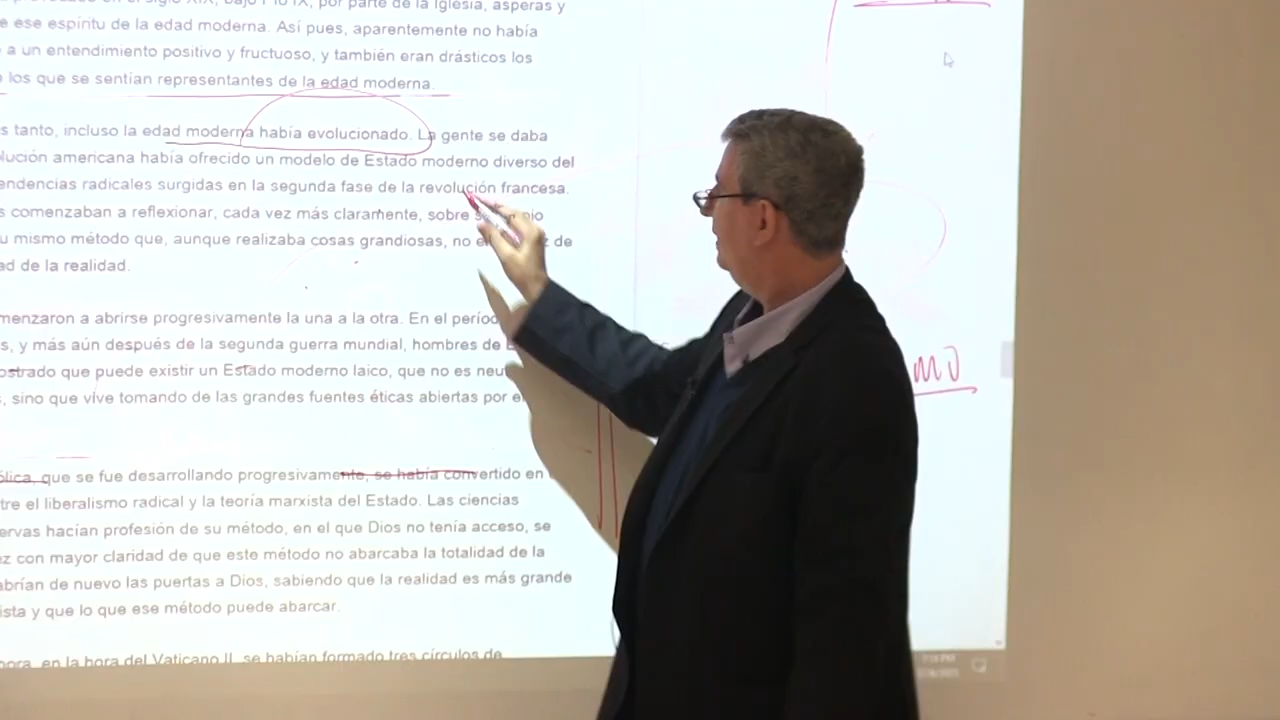 por parte de la Iglesia, ásperas y
e ese espíritu de la edad moderna. Así pues, aparentemente no había
a un entendimiento positivo y fructuoso, y también eran drásticos los
los que se sentían representantes de la edad moderna.
s tanto, incluso la edad moderna había evolucionado. La gente se daba
lución americana había ofrecido un modelo de Estado moderno diverso del
endencias radicales surgidas en la segunda fase de la revolución francesa.
s comenzaban a reflexionar, cada vez más claramente, sobre
u mismo método que, aunque realizaba cosas grandiosas, no de
ad de la realidad.
menzaron a abrirse progresivamente la una a la otra. En el períod
s, y más aún después de la segunda guerra mundial, hombres de
ostrado que puede existir un Estado moderno laico, que no es neu
, sino que vive tomando de las grandes fuentes éticas abiertas por e
mo
ólica, que se fue desarrollando progresivamente, se había convertido en
tre el liberalismo radical y la teoría marxista del Estado. Las ciencias
ervas hacían profesión de su método, en el que Dios no tenía acceso, se
ez con mayor claridad de que este método no abarcaba la totalidad de la
abrían de nuevo las puertas a Dios, sabiendo que la realidad es más grande
ista y que lo que ese método puede abarcar.
hora, en la hora del Vaticano II, se habían formado tres círculos de